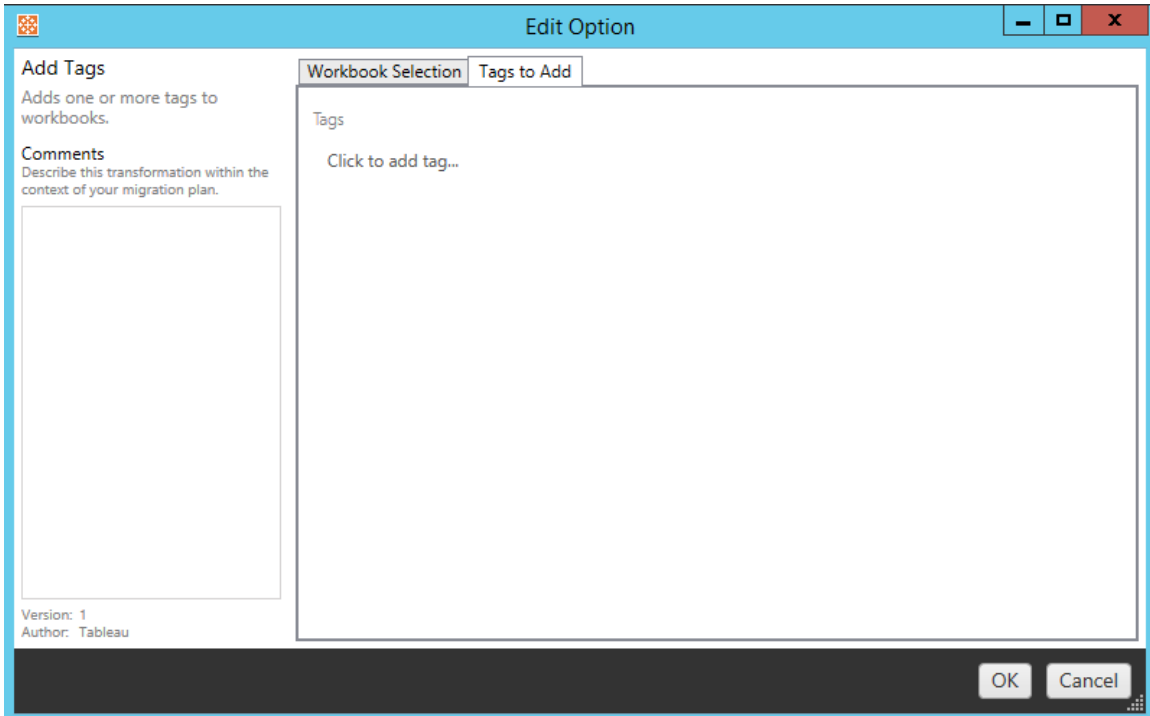 Edit Option
Add Tags
Adds one or more tags to
workbooks.
Comments
Describe this transformation within the
context of your migration plan.
Version: 1
Author: Tableau
Workbook Selection
Tags to Add
Tags
Click to add tag...
OK
Cancel